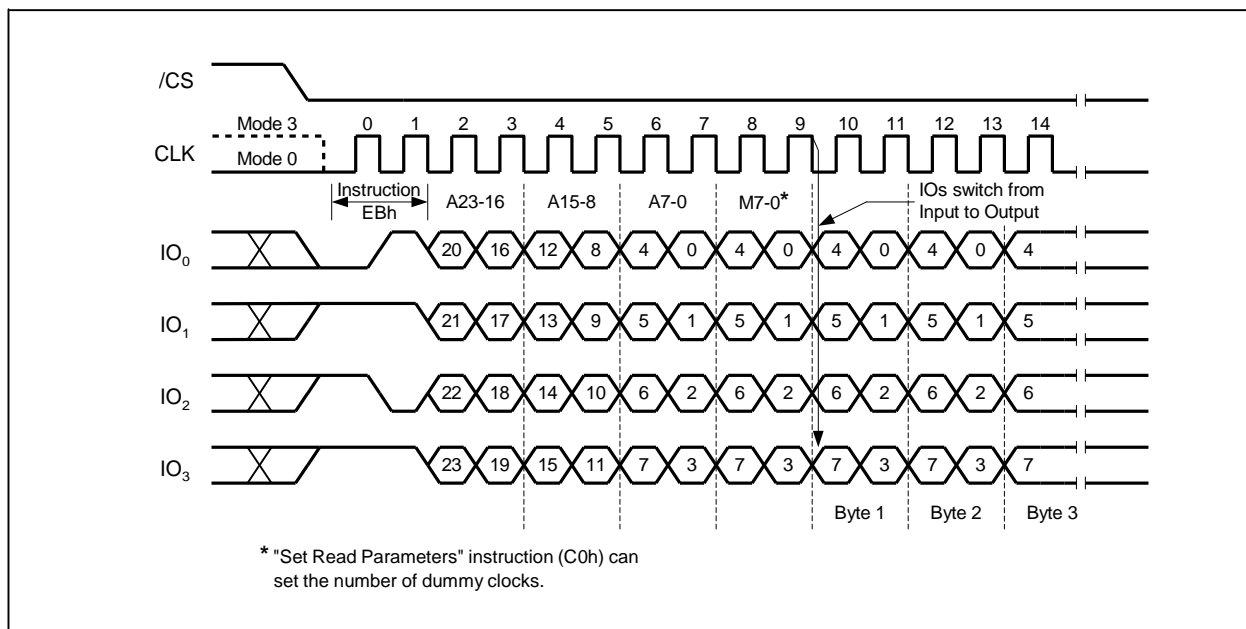 /CS
Mode 3
0 1 2 3 4 5 6 7 8 9 10 11 12 13 14
CLK
Mode 0
Instruction
EBh
A23-16 A15-8 A7-0 M7-0*
IOs switch from
Input to Output
IO0 20 16 12 8 4 0 4 0 4 0 4 0 4
IO1 21 17 13 9 5 1 5 1 5 1 5 1 5
IO2 22 18 14 10 6 2 6 2 6 2 6 2 6
IO3 23 19 15 11 7 3 7 3 7 3 7 3 7
Byte 1 Byte 2 Byte 3
* "Set Read Parameters" instruction (C0h) can
set the number of dummy clocks.